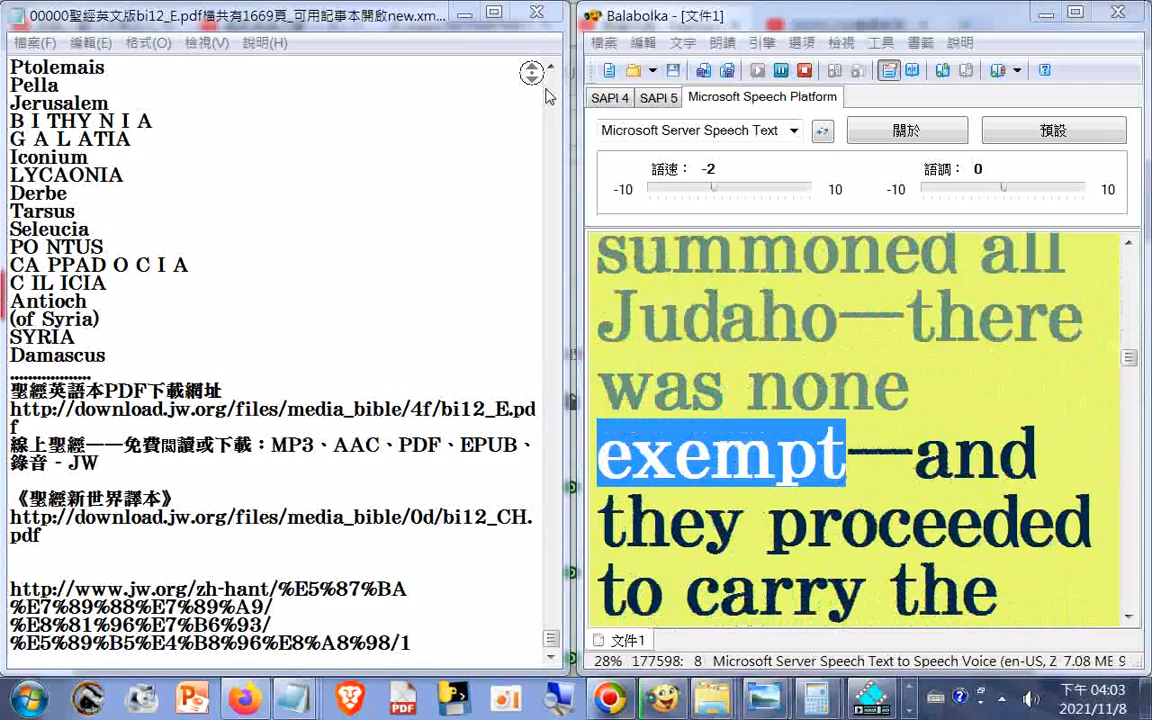 00000聖經英文版bi12_E.pdf檔共有1669頁_可用記事本開啟new.xm...
檔案(F) 編輯(E) 格式(O) 檢視(V) 說明(H)
Ptolemais
Pella
Jerusalem
B I THY N I A
G A L ATIA
Iconium
LYCAONIA
Derbe
Tarsus
Seleucia
PO NTUS
CA PPAD O C I A
C IL ICIA
Antioch
(of Syria)
SYRIA
Damascus
..................
聖經英語本PDF下載網址
http://download.jw.org/files/media_bible/4f/bi12_E.pd
f
線上聖經——免費閱讀或下載：MP3、AAC、PDF、EPUB、
錄音 - JW
《聖經新世界譯本》
http://download.jw.org/files/media_bible/0d/bi12_CH.
pdf
http://www.jw.org/zh-hant/%E5%87%BA
%E7%89%88%E7%89%A9/
%E8%81%96%E7%B6%93/
%E5%89%B5%E4%B8%96%E8%A8%98/1
Balabolka - [文件1]
檔案 編輯 文字 朗讀 引擎 選項 檢視 工具 書籤 說明
SAPI 4 SAPI 5 Microsoft Speech Platform
Microsoft Server Speech Text 關於 預設
語速： -2 語調： 0
-10 10 -10 10
summoned all
Judaho—there
was none
exempt—and
they proceeded
to carry the
文件1
28% 177598: 8 Microsoft Server Speech Text to Speech Voice (en-US, Z 7.08 MB 9
PDF
下午 04:03
2021/11/8